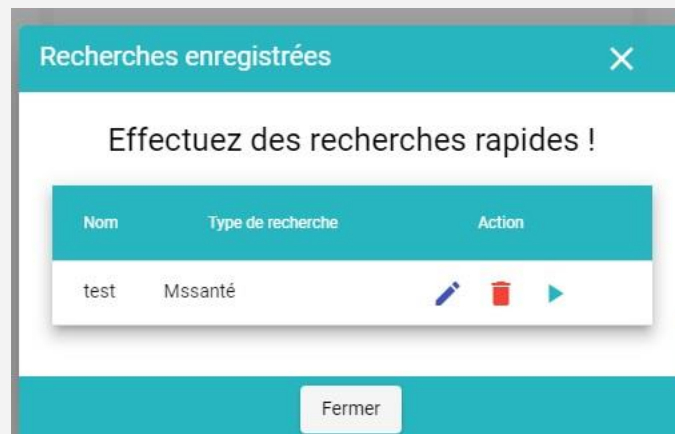 Recherches enregistrées
Effectuez des recherches rapides !
Nom Type de recherche Action
test Mssanté
Fermer